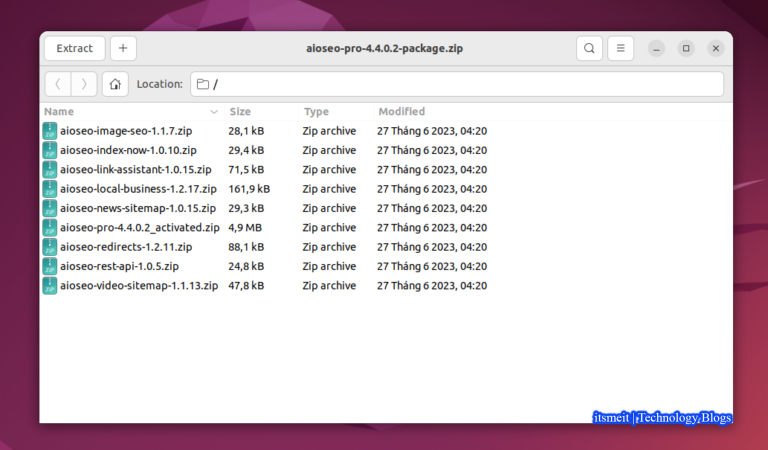 Extract + aioseo-pro-4.4.0.2-package.zip
Location: /
Name Size Type Modified
aioseo-image-seo-1.1.7.zip 28,1 kB Zip archive 27 Tháng 6 2023, 04:20
aioseo-index-now-1.0.10.zip 29,4 kB Zip archive 27 Tháng 6 2023, 04:20
aioseo-link-assistant-1.0.15.zip 71,5 kB Zip archive 27 Tháng 6 2023, 04:20
aioseo-local-business-1.2.17.zip 161,9 kB Zip archive 27 Tháng 6 2023, 04:20
aioseo-news-sitemap-1.0.15.zip 29,3 kB Zip archive 27 Tháng 6 2023, 04:20
aioseo-pro-4.4.0.2_activated.zip 4,9 MB Zip archive 27 Tháng 6 2023, 04:20
aioseo-redirects-1.2.11.zip 88,1 kB Zip archive 27 Tháng 6 2023, 04:20
aioseo-rest-api-1.0.5.zip 24,8 kB Zip archive 27 Tháng 6 2023, 04:20
aioseo-video-sitemap-1.1.13.zip 47,8 kB Zip archive 27 Tháng 6 2023, 04:20
itsmeit | Technology Blogs